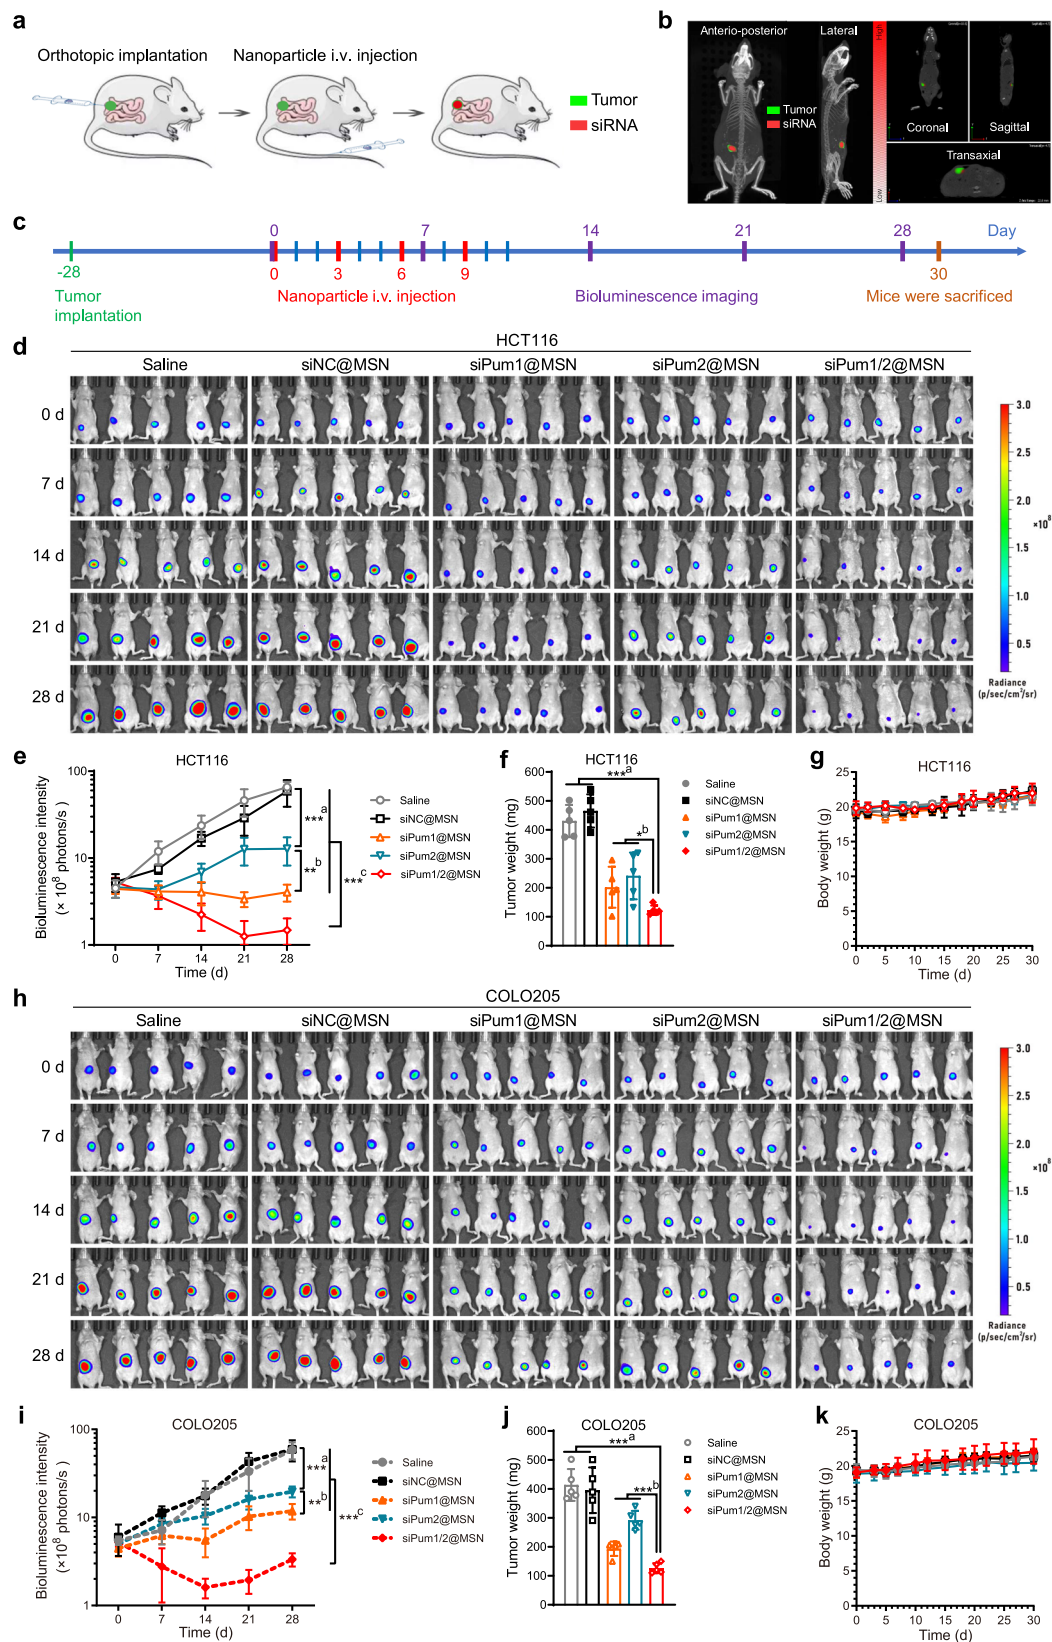 a
Orthotopic implantation
Nanoparticle i.v. injection
Tumor
siRNA
b
Anterio-posterior
Lateral
Tumor
siRNA
High
Low
Coronal
Sagittal
Transaxial
c
0
7
14
21
28
Day
-28
0
3
6
9
30
Tumor
implantation
Nanoparticle i.v. injection
Bioluminescence imaging
Mice were sacrificed
d
HCT116
Saline
siNC@MSN
siPum1@MSN
siPum2@MSN
siPum1/2@MSN
0 d
7 d
14 d
21 d
28 d
3.0
2.0
×10⁸
1.5
1.0
0.5
Radiance
(p/sec/cm²/sr)
e
HCT116
Bioluminescence intensity
(× 10⁸ photons/s )
100
10
1
0
7
14
21
28
Time (d)
***a
**b
***c
Saline
siNC@MSN
siPum1@MSN
siPum2@MSN
siPum1/2@MSN
f
HCT116
Tumor weight (mg)
600
500
400
300
200
100
0
***a
*b
Saline
siNC@MSN
siPum1@MSN
siPum2@MSN
siPum1/2@MSN
g
HCT116
Body weight (g)
25
20
15
10
5
0
0
5
10
15
20
25
30
Time (d)
h
COLO205
Saline
siNC@MSN
siPum1@MSN
siPum2@MSN
siPum1/2@MSN
0 d
7 d
14 d
21 d
28 d
3.0
2.0
×10⁸
1.5
1.0
0.5
Radiance
(p/sec/cm²/sr)
i
COLO205
Bioluminescence intensity
(×10⁸ photons/s )
100
10
1
0
7
14
21
28
Time (d)
***a
**b
***c
Saline
siNC@MSN
siPum1@MSN
siPum2@MSN
siPum1/2@MSN
j
COLO205
Tumor weight (mg)
600
500
400
300
200
100
0
***a
***b
Saline
siNC@MSN
siPum1@MSN
siPum2@MSN
siPum1/2@MSN
k
COLO205
Body weight (g)
25
20
15
10
5
0
0
5
10
15
20
25
30
Time (d)